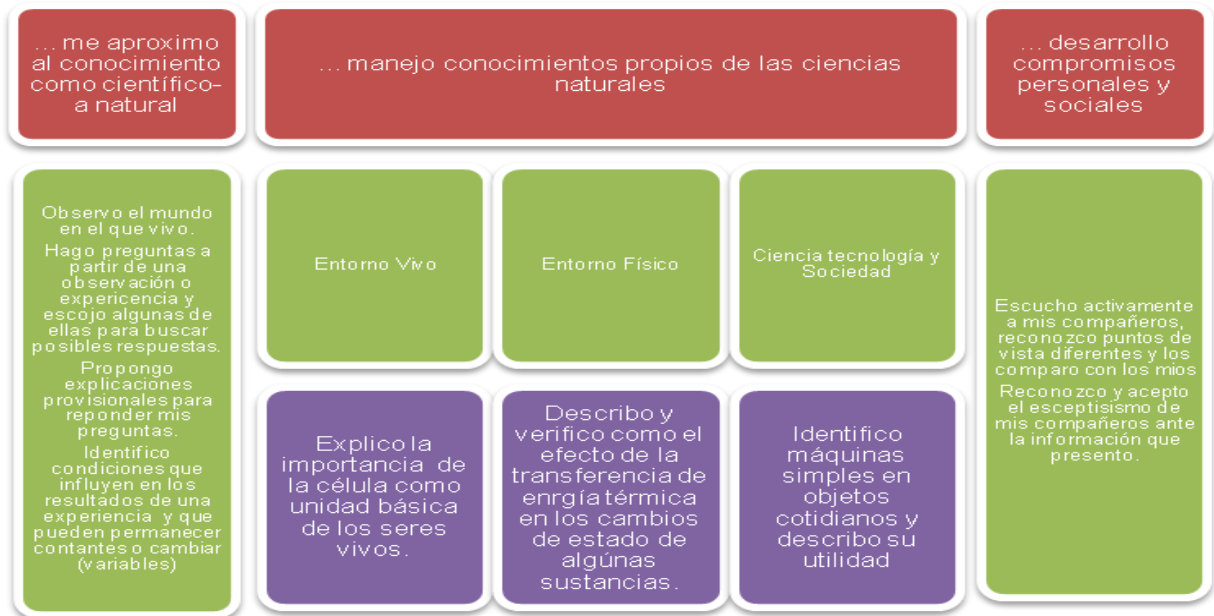 ... me aproximo
al conocimiento
como científico-
a natural
... manejo conocimientos propios de las ciencias
naturales
... desarrollo
compromisos
personales y
sociales
Observo el mundo
en el que vivo.
Hago preguntas a
partir de una
observación o
expericencia y
escojo algunas de
ellas para buscar
posibles respuestas.
Propongo
explicaciones
provisionales para
reponder mis
preguntas.
Identifico
condiciones que
influyen en los
resultados de una
experiencia y que
pueden permanecer
contantes o cambiar
(variables)
Entorno Vivo
Explico la
importancia de
la célula como
unidad básica
de los seres
vivos.
Entorno Físico
Describo y
verifico como el
efecto de la
transferencia de
enrgía térmica
en los cambios
de estado de
algúnas
sustancias.
Ciencia tecnología y
Sociedad
Identifico
máquinas
simples en
objetos
cotidianos y
describo su
utilidad
Escucho activamente
a mis compañeros,
reconozco puntos de
vista diferentes y los
comparo con los mios
Reconozco y acepto
el esceptisismo de
mis compañeros ante
la información que
presento.